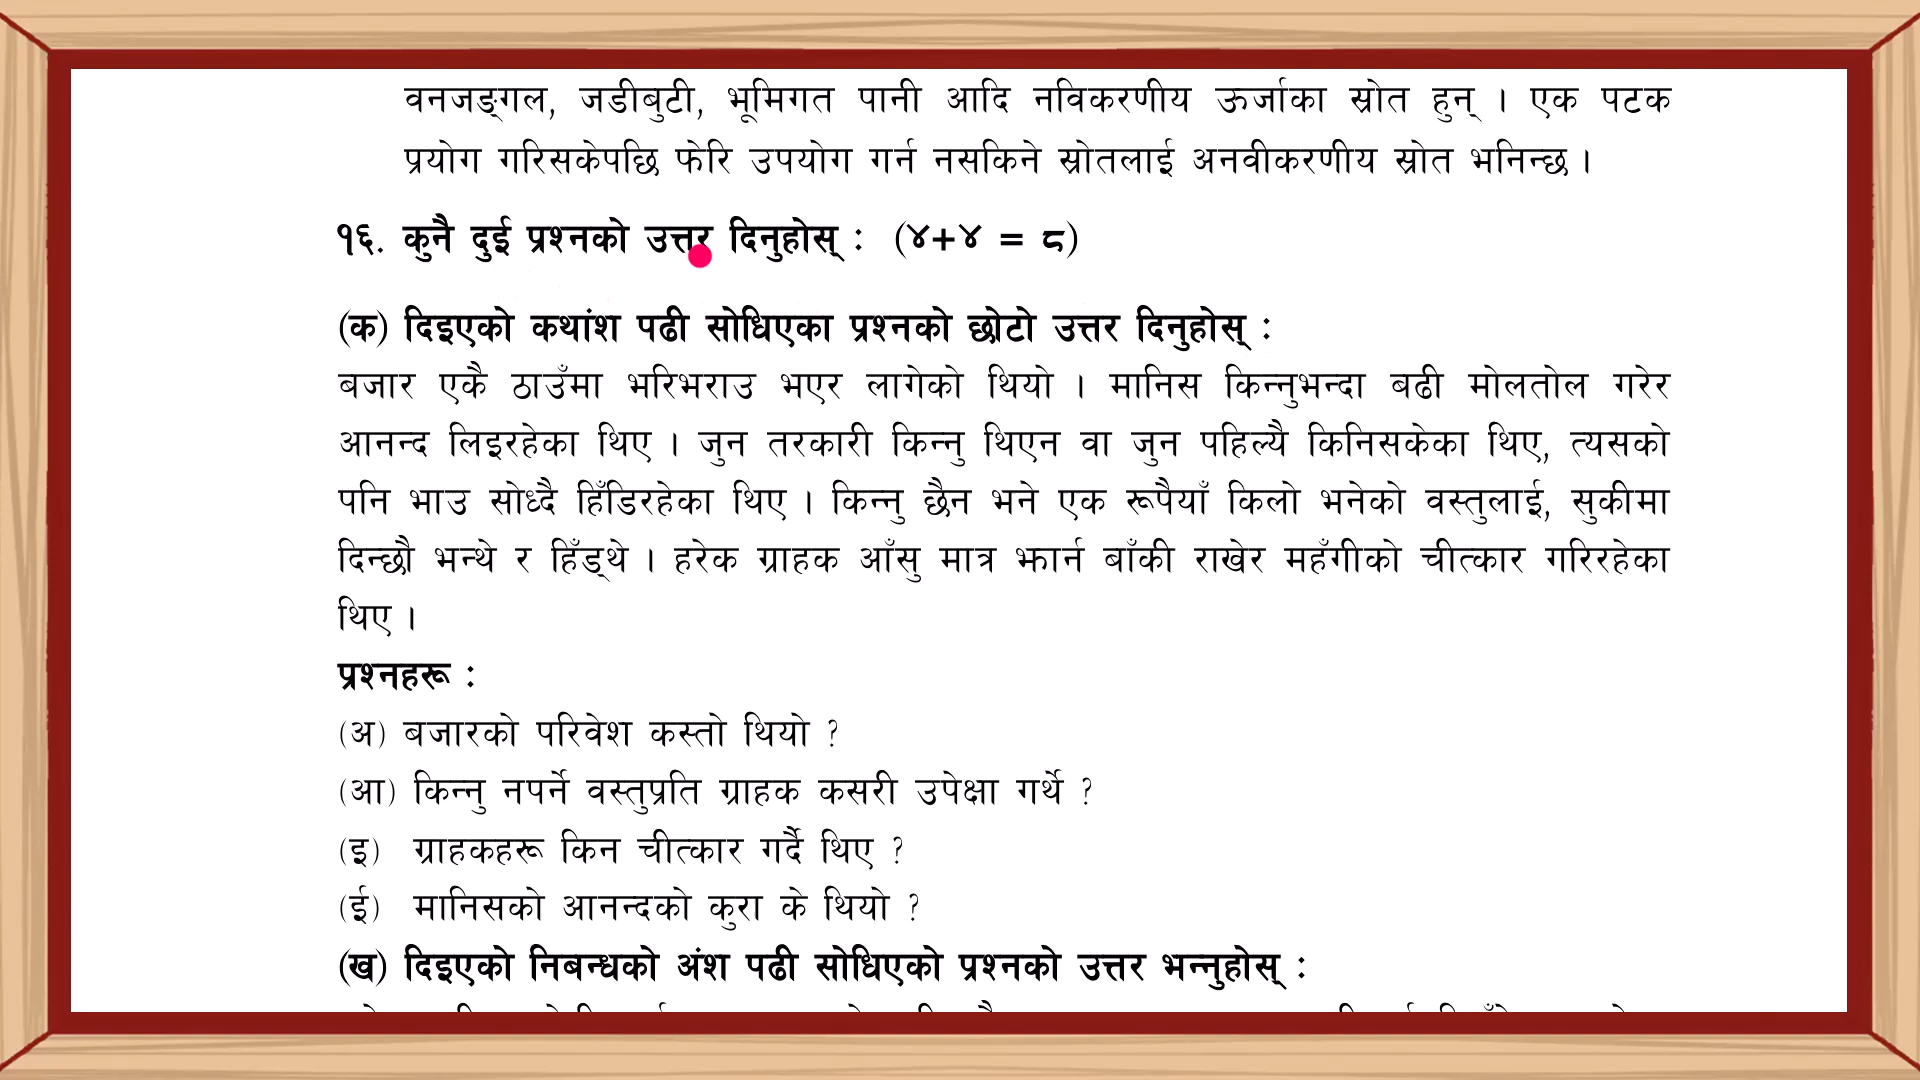 वनजङ्गल, जडीबुटी, भूमिगत पानी आदि नविकरणीय ऊर्जाका स्रोत हुन् । एक पटक
प्रयोग गरिसकेपछि फेरि उपयोग गर्न नसकिने स्रोतलाई अनवीकरणीय स्रोत भनिन्छ ।
१६. कुनै दुई प्रश्नको उत्तर दिनुहोस् : (४+४ = ८)
(क) दिइएको कथांश पढी सोधिएका प्रश्नको छोटो उत्तर दिनुहोस् :
बजार एकै ठाउँमा भरिभराउ भएर लागेको थियो । मानिस किन्नुभन्दा बढी मोलतोल गरेर
आनन्द लिइरहेका थिए । जुन तरकारी किन्नु थिएन वा जुन पहिल्यै किनिसकेका थिए, त्यसको
पनि भाउ सोध्दै हिँडिरहेका थिए । किन्नु छैन भने एक रूपैयाँ किलो भनेको वस्तुलाई, सुकीमा
दिन्छौ भन्थे र हिँड्थे । हरेक ग्राहक आँसु मात्र झार्न बाँकी राखेर महँगीको चीत्कार गरिरहेका
थिए ।
प्रश्नहरू :
(अ) बजारको परिवेश कस्तो थियो ?
(आ) किन्नु नपर्ने वस्तुप्रति ग्राहक कसरी उपेक्षा गर्थे ?
(इ) ग्राहकहरू किन चीत्कार गर्दै थिए ?
(ई) मानिसको आनन्दको कुरा के थियो ?
(ख) दिइएको निबन्धको अंश पढी सोधिएको प्रश्नको उत्तर भन्नुहोस् :